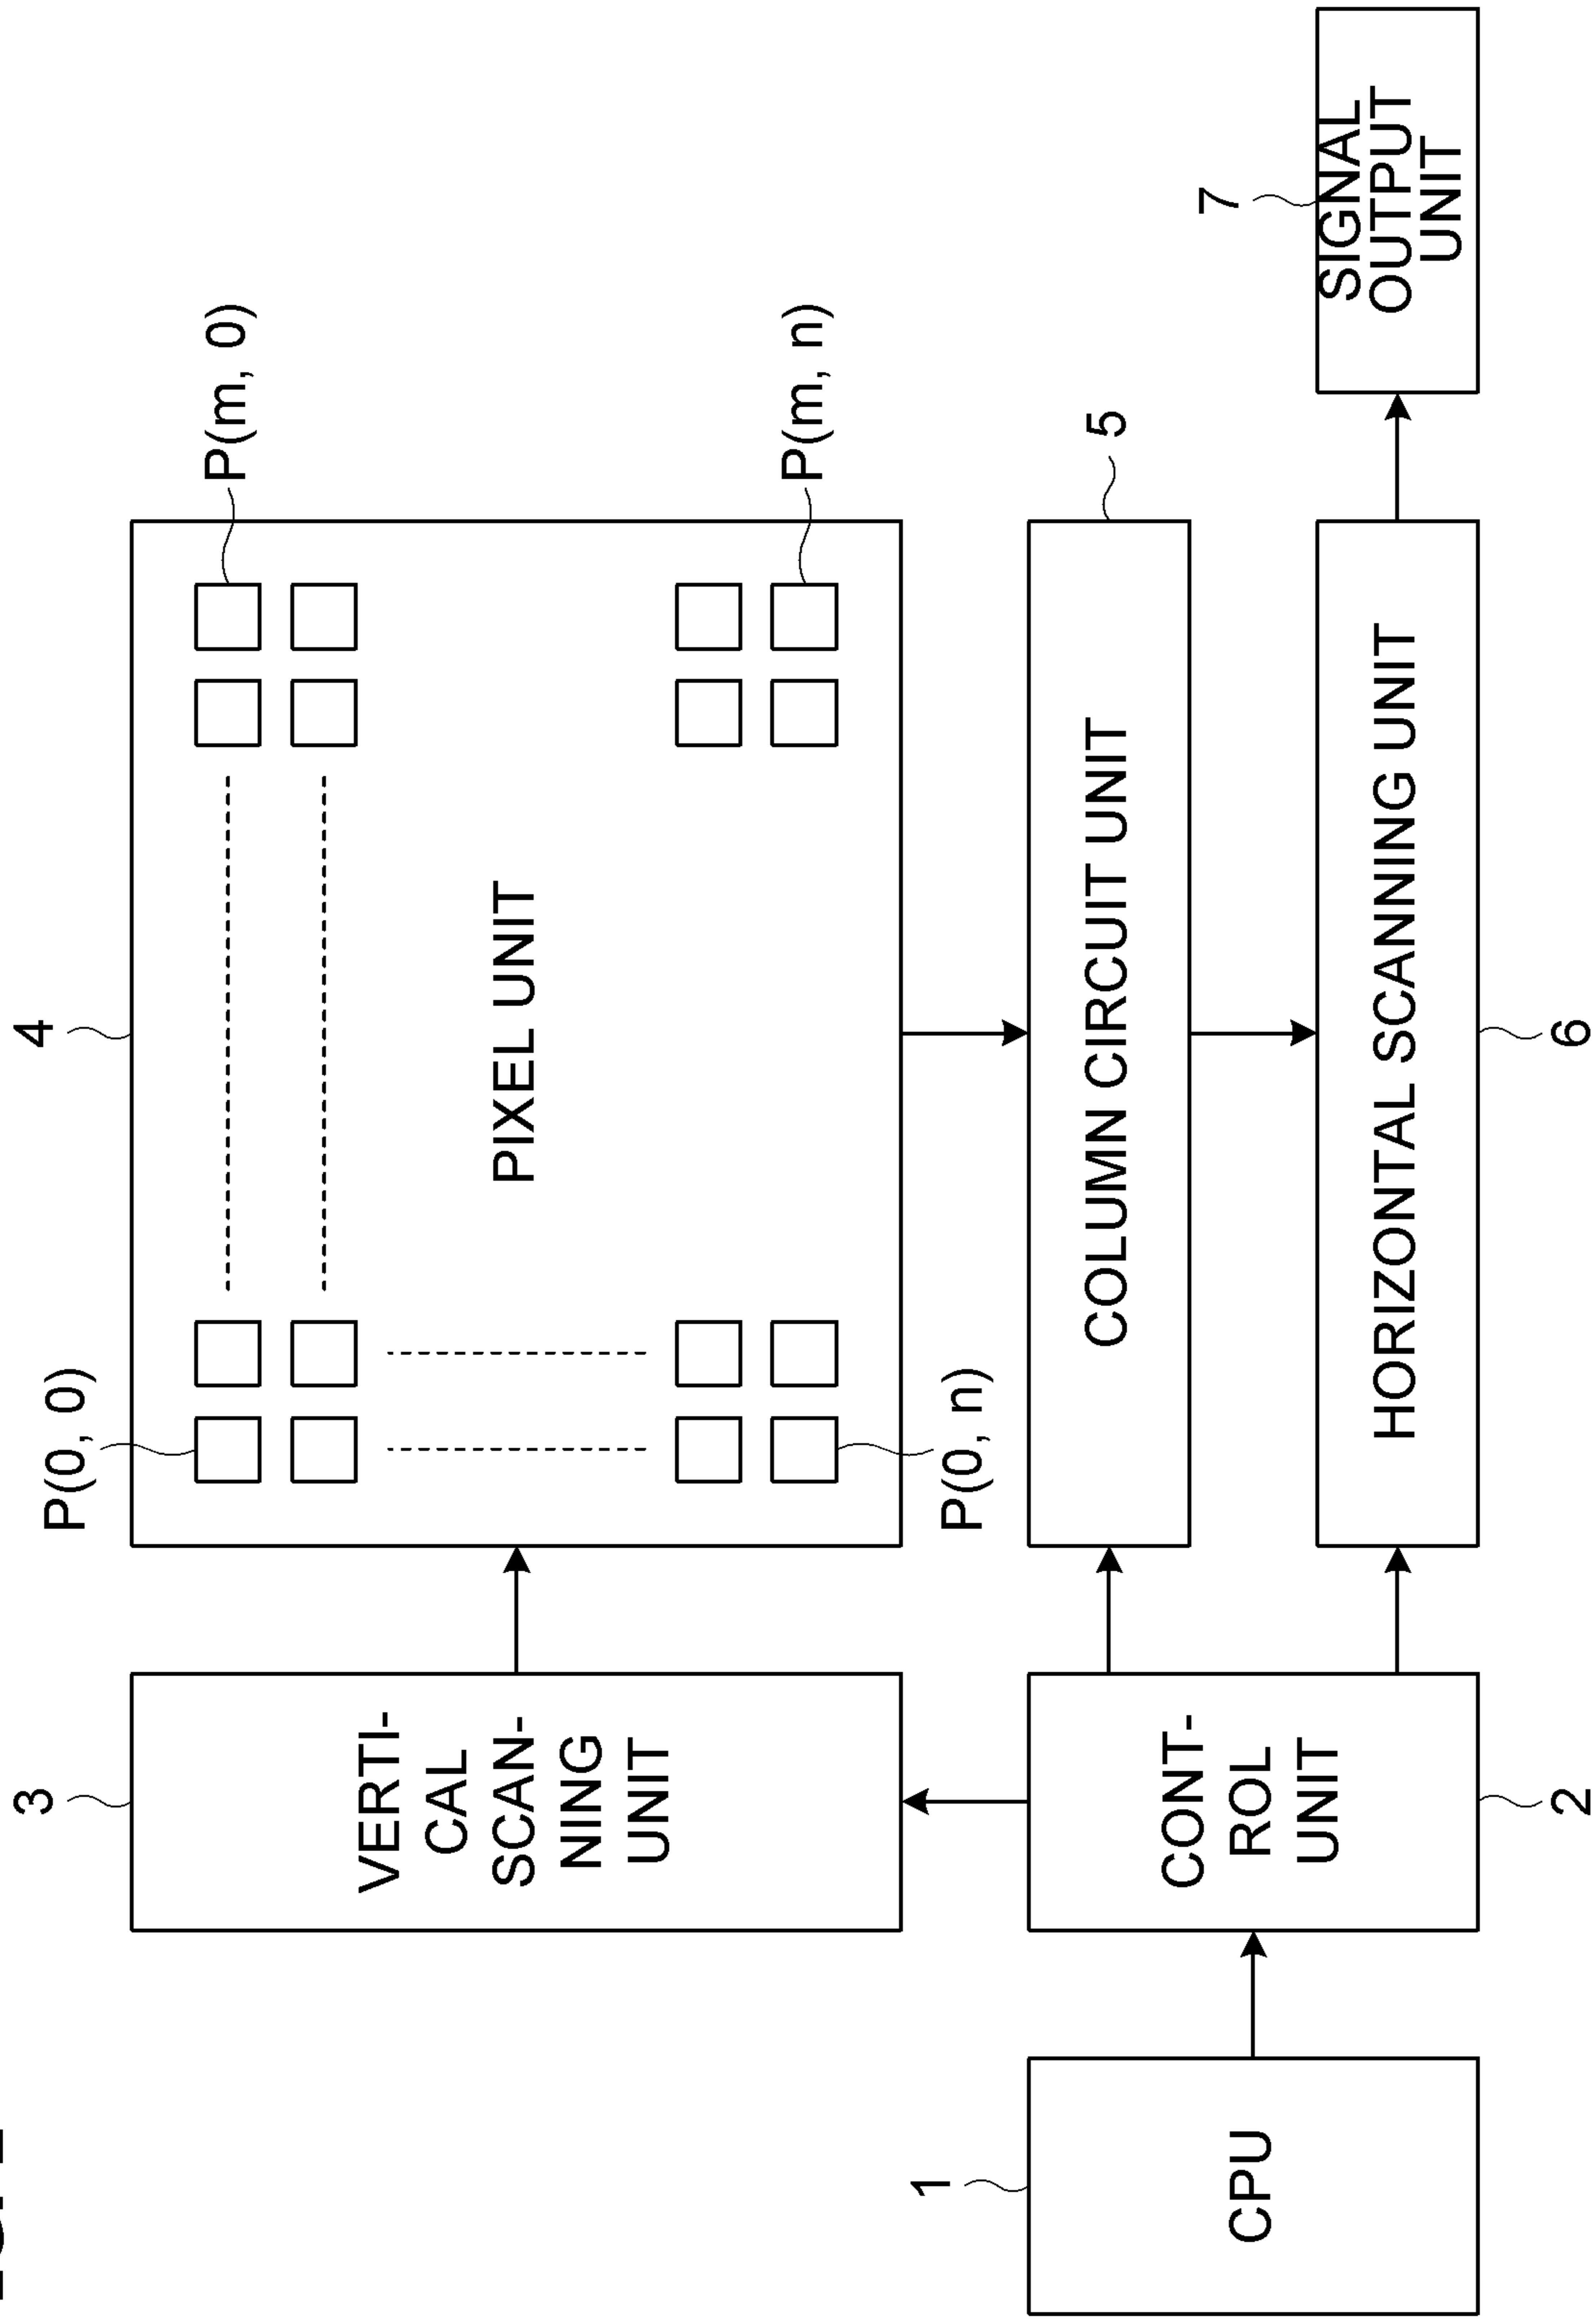 3
VERTI-
CAL
SCAN-
NING
UNIT
P(0, 0)
4
PIXEL UNIT
P(m, 0)
P(m, n)
P(0, n)
1
CPU
CONT-
ROL
UNIT
2
COLUMN CIRCUIT UNIT
5
HORIZONTAL SCANNING UNIT
6
7
SIGNAL
OUTPUT
UNIT